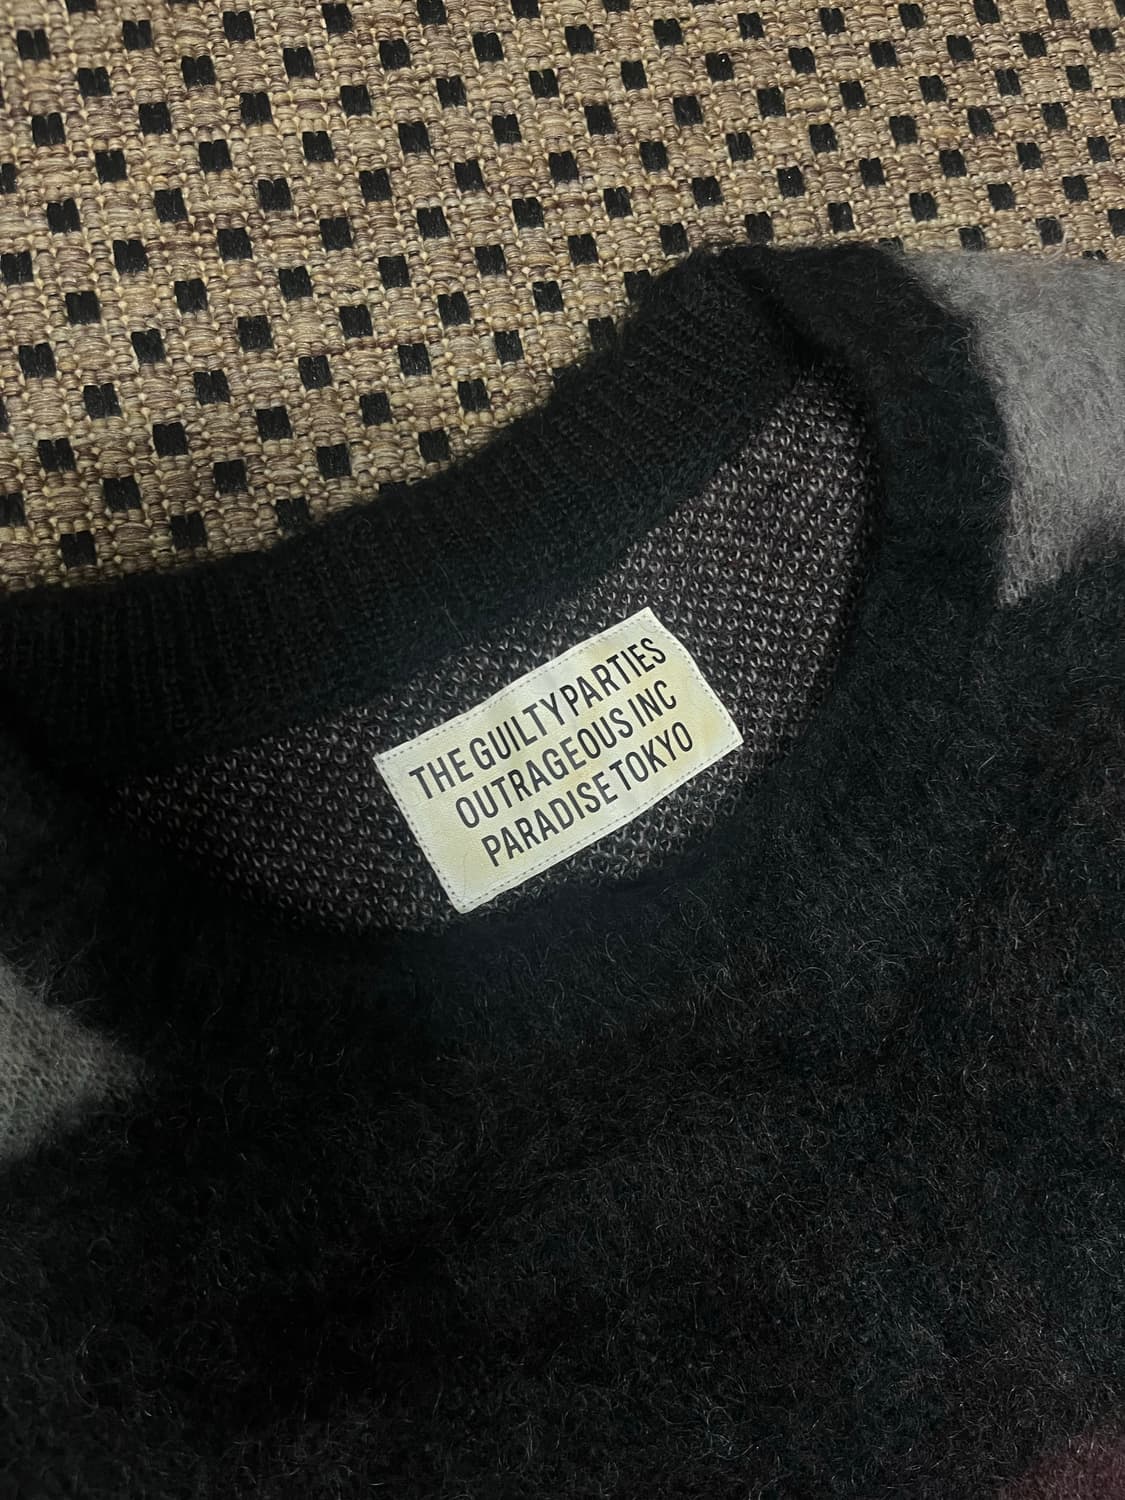 THE GUILTY PARTIES
OUTRAGEOUS INC
PARADISE TOKYO